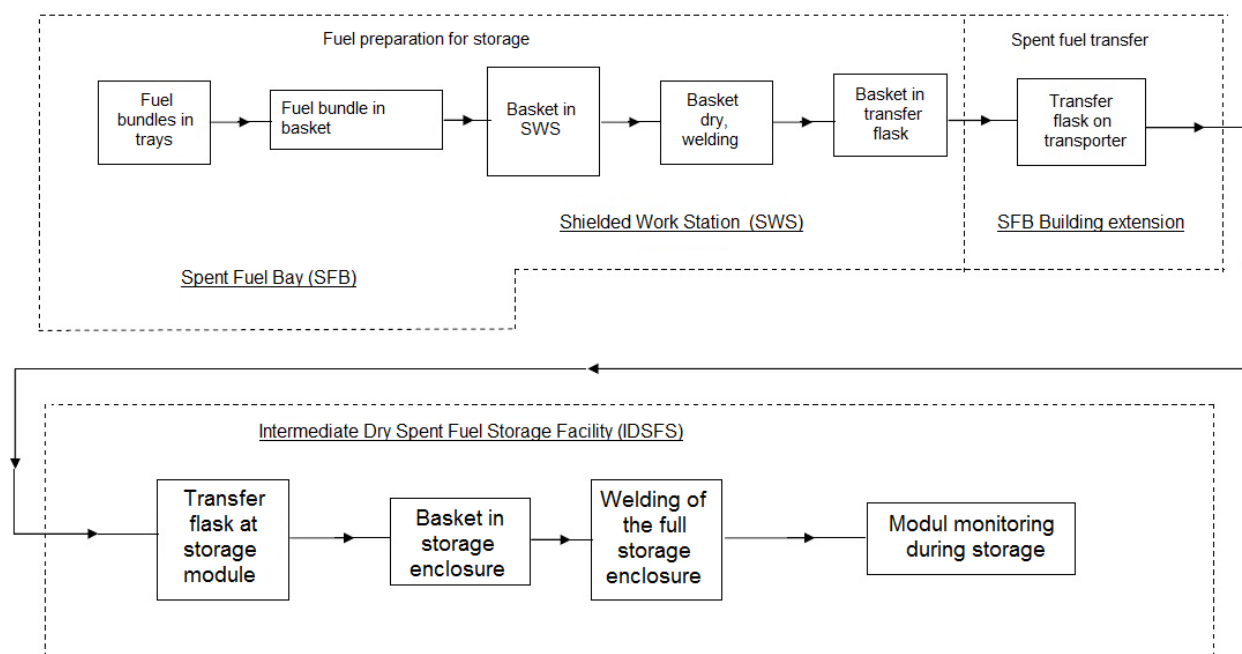 Fuel preparation for storage
Spent fuel transfer
Fuel
bundles in
trays
Fuel bundle in
basket
Basket in
SWS
Basket
dry,
welding
Basket in
transfer
flask
Transfer
flask on
transporter
Shielded Work Station (SWS)
SFB Building extension
Spent Fuel Bay (SFB)
Intermediate Dry Spent Fuel Storage Facility (IDSFS)
Transfer
flask at
storage
module
Basket in
storage
enclosure
Welding of
the full
storage
enclosure
Modul monitoring
during storage